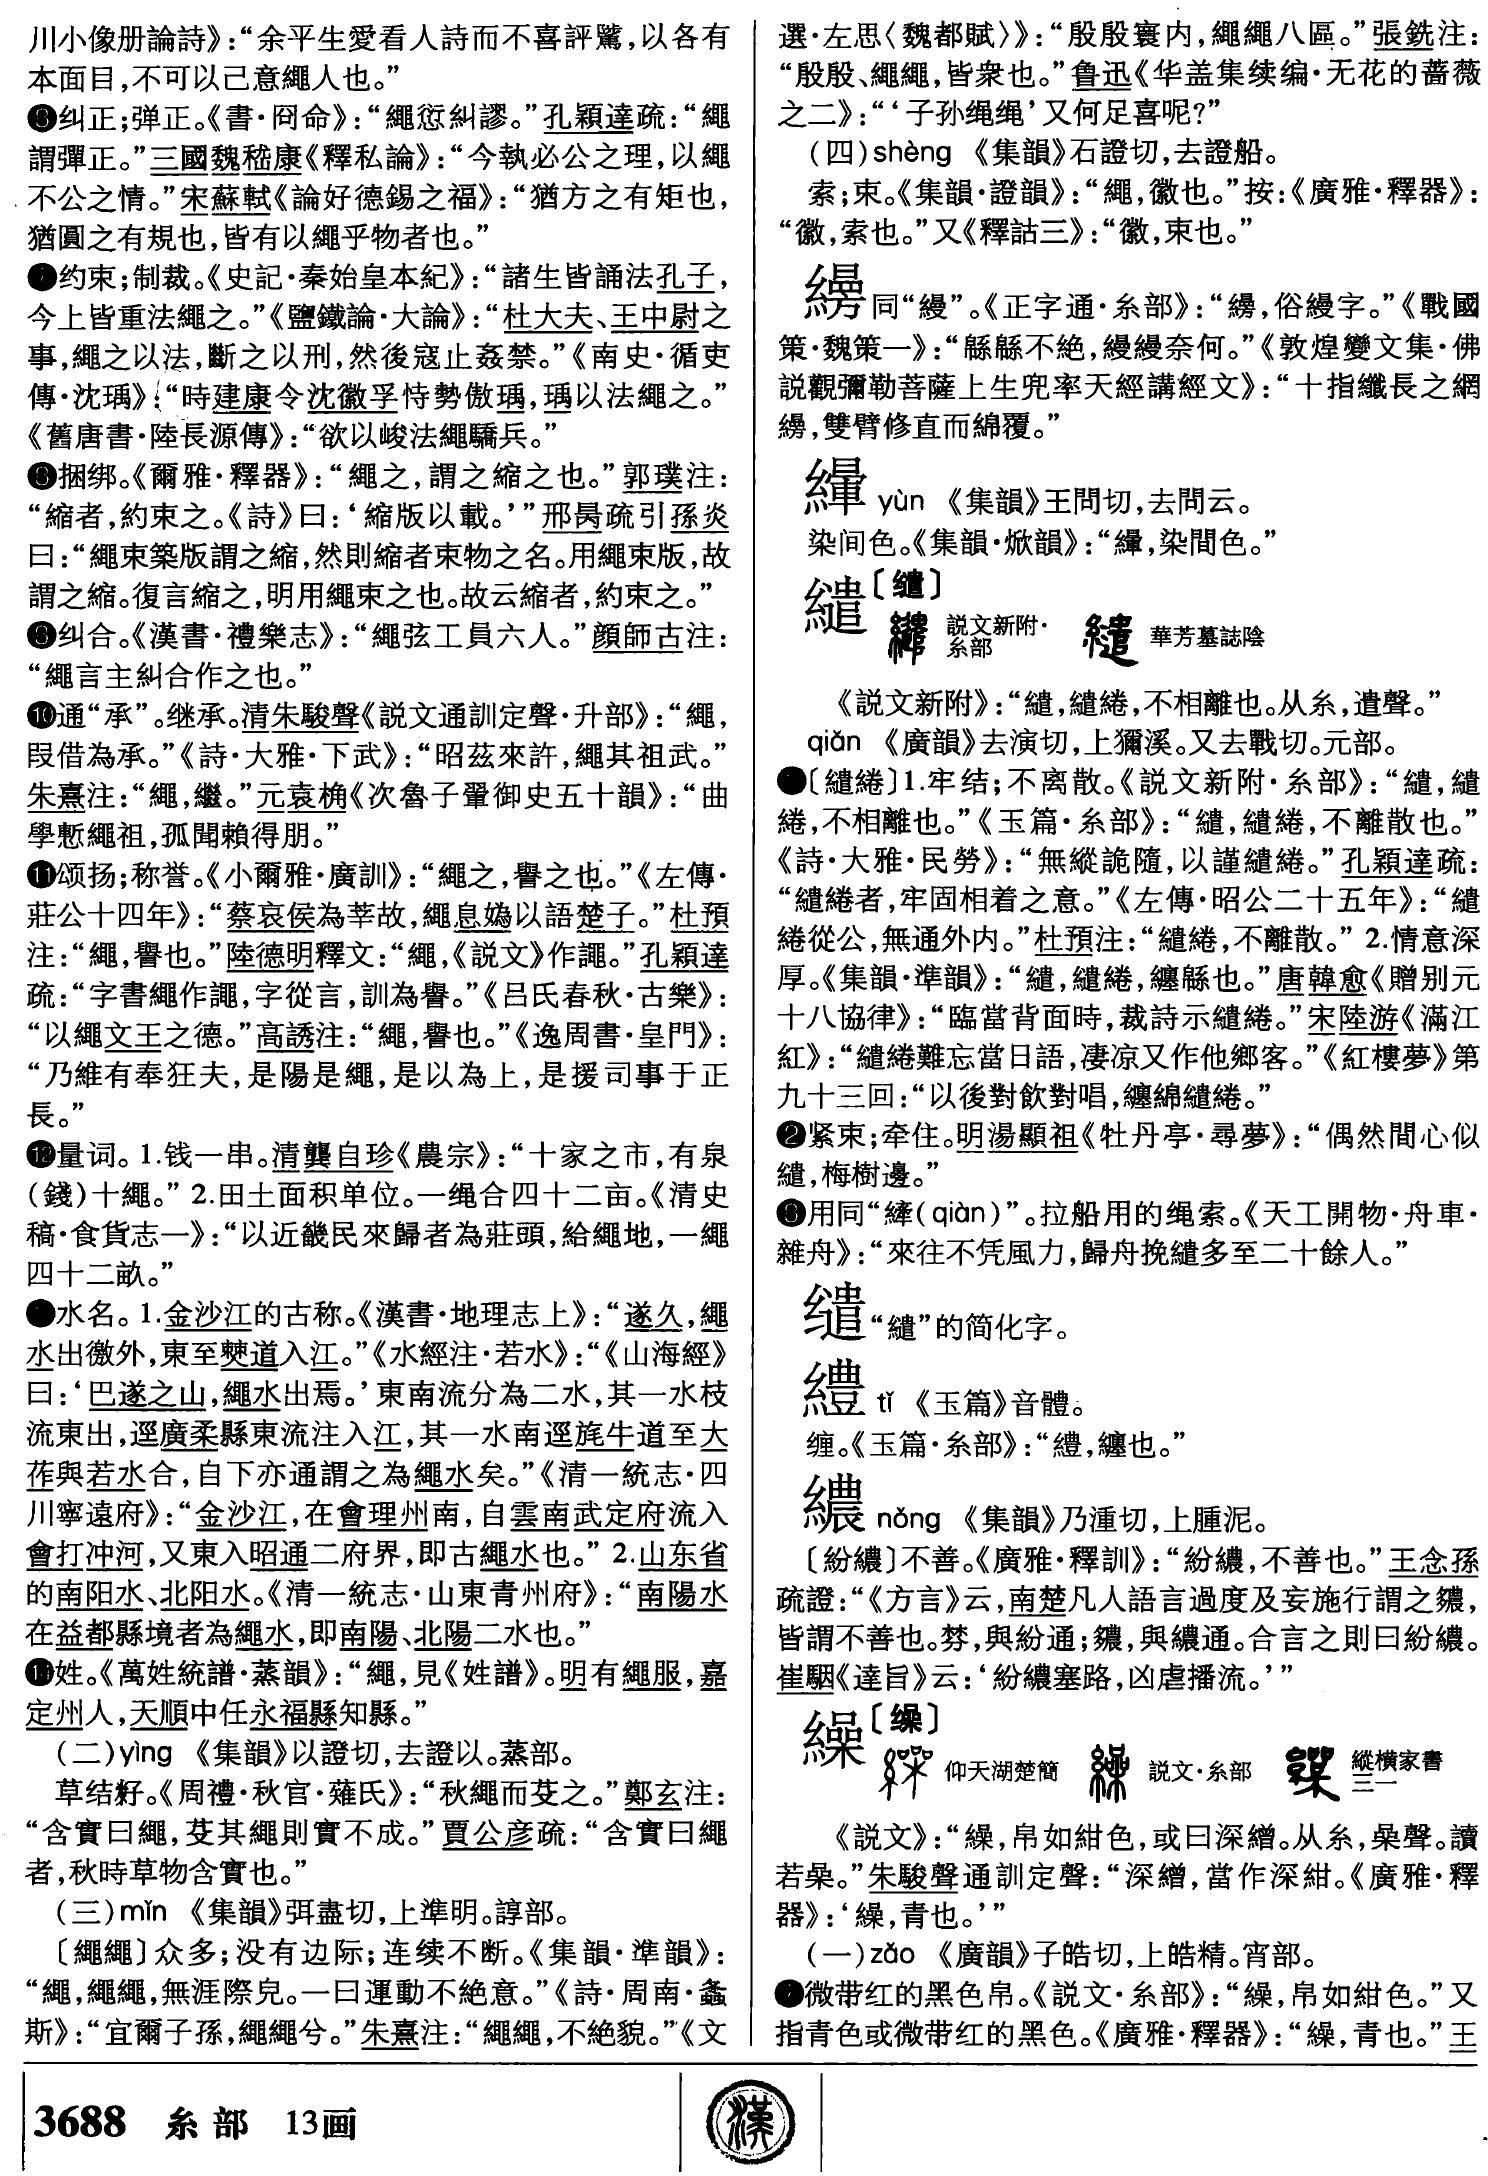 川小像册論詩》：“余平生愛看人詩而不喜評騭，以各有
本面目，不可以己意繩人也。”
❻纠正；弹正。《書·冏命》：“繩愆糾謬。”孔穎達疏：“繩
謂彈正。”三國魏嵇康《釋私論》：“今執必公之理，以繩
不公之情。”宋蘇軾《論好德錫之福》：“猶方之有矩也，
猶圓之有規也，皆有以繩乎物者也。”
❼约束；制裁。《史記·秦始皇本紀》：“諸生皆誦法孔子，
今上皆重法繩之。”《鹽鐵論·大論》：“杜大夫、王中尉之
事，繩之以法，斷之以刑，然後寇止姦禁。”《南史·循吏
傳·沈瑀》：“時建康令沈徽孚恃勢傲瑀，瑀以法繩之。”
《舊唐書·陸長源傳》：“欲以峻法繩驕兵。”
❽捆绑。《爾雅·釋器》：“繩之，謂之縮之也。”郭璞注：
“縮者，約束之。《詩》曰：‘縮版以載。’”邢昺疏引孫炎
曰：“繩束築版謂之縮，然則縮者束物之名。用繩束版，故
謂之縮。復言縮之，明用繩束之也。故云縮者，約束之。”
❾纠合。《漢書·禮樂志》：“繩弦工員六人。”顔師古注：
“繩言主糾合作之也。”
❿通“承”。继承。清朱駿聲《説文通訓定聲·升部》：“繩，
叚借為承。”《詩·大雅·下武》：“昭茲來許，繩其祖武。”
朱熹注：“繩，繼。”元袁桷《次魯子翬御史五十韻》：“曲
學慙繩祖，孤聞賴得朋。”
⓫颂扬；称誉。《小爾雅·廣訓》：“繩之，譽之也。”《左傳·
莊公十四年》：“蔡哀侯為莘故，繩息媯以語楚子。”杜預
注：“繩，譽也。”陸德明釋文：“繩，《説文》作譝。”孔穎達
疏：“字書繩作譝，字從言，訓為譽。”《吕氏春秋·古樂》：
“以繩文王之德。”高誘注：“繩，譽也。”《逸周書·皇門》：
“乃維有奉狂夫，是陽是繩，是以為上，是授司事于正
長。”
⓬量词。1.钱一串。清龔自珍《農宗》：“十家之市，有泉
(錢)十繩。”2.田土面积单位。一绳合四十二亩。《清史
稿·食貨志一》：“以近畿民來歸者為莊頭，給繩地，一繩
四十二畝。”
●水名。1.金沙江的古称。《漢書·地理志上》：“遂久，繩
水出徼外，東至僰道入江。”《水經注·若水》：“《山海經》
曰：‘巴遂之山，繩水出焉。’東南流分為二水，其一水枝
流東出，逕廣柔縣東流注入江，其一水南逕旄牛道至大
莋與若水合，自下亦通謂之為繩水矣。”《清一統志·四
川寧遠府》：“金沙江，在會理州南，自雲南武定府流入
會打冲河，又東入昭通二府界，即古繩水也。”2.山东省
的南阳水、北阳水。《清一統志·山東青州府》：“南陽水
在益都縣境者為繩水，即南陽、北陽二水也。”
⓮姓。《萬姓統譜·蒸韻》：“繩，見《姓譜》。明有繩服，嘉
定州人，天順中任永福縣知縣。”
(二)yìng 《集韻》以證切，去證以。蒸部。
草结籽。《周禮·秋官·薙氏》：“秋繩而芟之。”鄭玄注：
“含實曰繩，芟其繩則實不成。”賈公彦疏：“含實曰繩
者，秋時草物含實也。”
(三)mǐn 《集韻》弭盡切，上準明。諄部。
〔繩繩〕众多；没有边际；连续不断。《集韻·準韻》：
“繩，繩繩，無涯際皃。一曰運動不絶意。”《詩·周南·螽
斯》：“宜爾子孫，繩繩兮。”朱熹注：“繩繩，不絶貌。”《文
選·左思〈魏都賦〉》：“殷殷寰内，繩繩八區。”張銑注：
“殷殷、繩繩，皆衆也。”鲁迅《华盖集续编·无花的蔷薇
之二》：“‘子孙绳绳’又何足喜呢?”
(四)shèng 《集韻》石證切，去證船。
索；束。《集韻·證韻》：“繩，徽也。”按：《廣雅·釋器》：
“徽，索也。”又《釋詁三》：“徽，束也。”
同“縵”。《正字通·糸部》：“，俗縵字。”《戰國
策·魏策一》：“緜緜不絶，縵縵奈何。”《敦煌變文集·佛
説觀彌勒菩薩上生兜率天經講經文》：“十指纖長之網
，雙臂修直而綿覆。”
yùn 《集韻》王問切，去問云。
染间色。《集韻·焮韻》：“，染間色。”
繾〔缱〕
説文新附·糸部 華芳墓誌陰
《説文新附》：“繾，繾綣，不相離也。从糸，遣聲。”
qiǎn 《廣韻》去演切，上獮溪。又去戰切。元部。
❶〔繾綣〕1.牢结；不离散。《説文新附·糸部》：“繾，繾
綣，不相離也。”《玉篇·糸部》：“繾，繾綣，不離散也。”
《詩·大雅·民勞》：“無縱詭隨，以謹繾綣。”孔穎達疏：
“繾綣者，牢固相着之意。”《左傳·昭公二十五年》：“繾
綣從公，無通外内。”杜預注：“繾綣，不離散。”2.情意深
厚。《集韻·準韻》：“繾，繾綣，纏緜也。”唐韓愈《贈别元
十八協律》：“臨當背面時，裁詩示繾綣。”宋陸游《滿江
紅》：“繾綣難忘當日語，凄凉又作他鄉客。”《紅樓夢》第
九十三回：“以後對飲對唱，纏綿繾綣。”
❷紧束；牵住。明湯顯祖《牡丹亭·尋夢》：“偶然間心似
繾，梅樹邊。”
❸用同“縴(qiàn)”。拉船用的绳索。《天工開物·舟車·
雜舟》：“來往不凭風力，歸舟挽繾多至二十餘人。”
缱“繾”的简化字。
tǐ 《玉篇》音體。
缠。《玉篇·糸部》：“，纏也。”
繷 nǒng 《集韻》乃湩切，上腫泥。
〔紛繷〕不善。《廣雅·釋訓》：“紛繷，不善也。”王念孫
疏證：“《方言》云，南楚凡人語言過度及妄施行謂之，
皆謂不善也。，與紛通；，與繷通。合言之則曰紛繷。
崔駰《達旨》云：‘紛繷塞路，凶虐播流。’”
繰〔缲〕
仰天湖楚簡 説文·糸部 縱横家書三一
《説文》：“繰，帛如紺色，或曰深繒。从糸，喿聲。讀
若喿。”朱駿聲通訓定聲：“深繒，當作深紺。《廣雅·釋
器》：‘繰，青也。’”
(一)zǎo 《廣韻》子皓切，上皓精。宵部。
❶微带红的黑色帛。《説文·糸部》：“繰，帛如紺色。”又
指青色或微带红的黑色。《廣雅·釋器》：“繰，青也。”王
3688 糸部 13画
漢